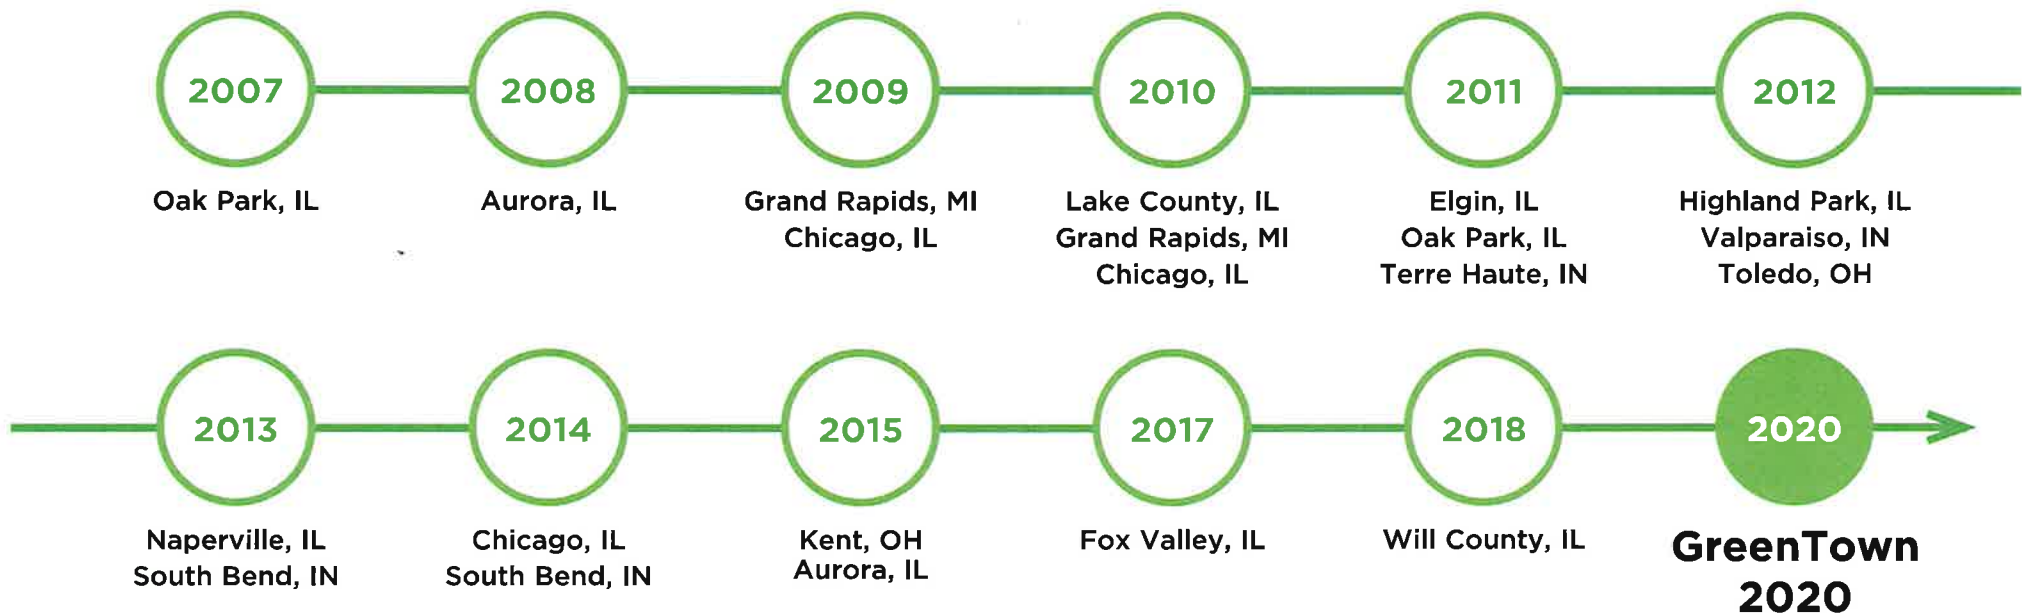 2007
2008
2009
2010
2011
2012
Oak Park, IL
Aurora, IL
Grand Rapids, MI
Chicago, IL
Lake County, IL
Grand Rapids, MI
Chicago, IL
Elgin, IL
Oak Park, IL
Terre Haute, IN
Highland Park, IL
Valparaiso, IN
Toledo, OH
2013
2014
2015
2017
2018
2020
Naperville, IL
South Bend, IN
Chicago, IL
South Bend, IN
Kent, OH
Aurora, IL
Fox Valley, IL
Will County, IL
GreenTown
2020